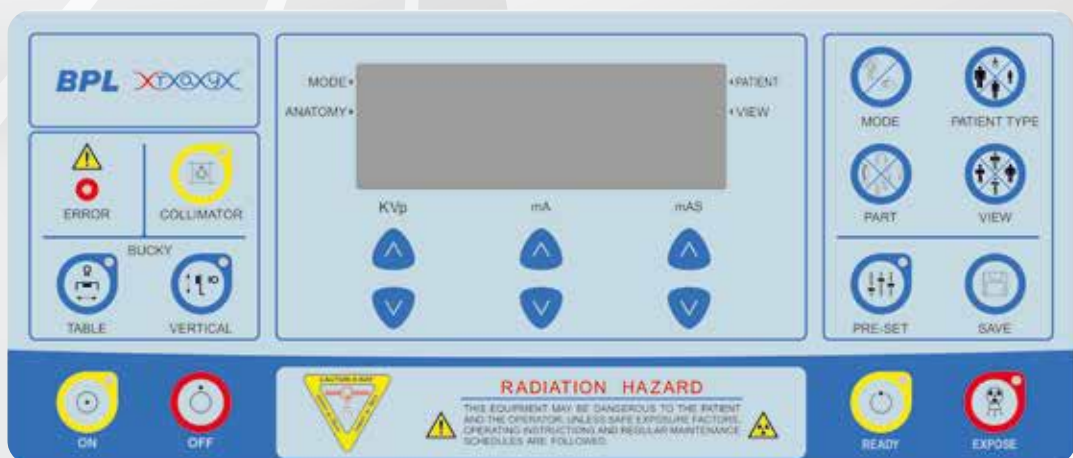 BPL X-ray
MODE
ANATOMY
PATIENT
VIEW
KVp
mA
mAS
ERROR
COLLIMATOR
BUCKY
TABLE
VERTICAL
MODE
PATIENT TYPE
PART
VIEW
PRE-SET
SAVE
ON
OFF
RADIATION HAZARD
THIS EQUIPMENT MAY BE DANGEROUS TO THE PATIENT
AND THE OPERATOR, UNLESS SAFE EXPOSURE FACTORS,
OPERATING INSTRUCTIONS AND REGULAR MAINTENANCE
SCHEDULES ARE FOLLOWED.
READY
EXPOSE